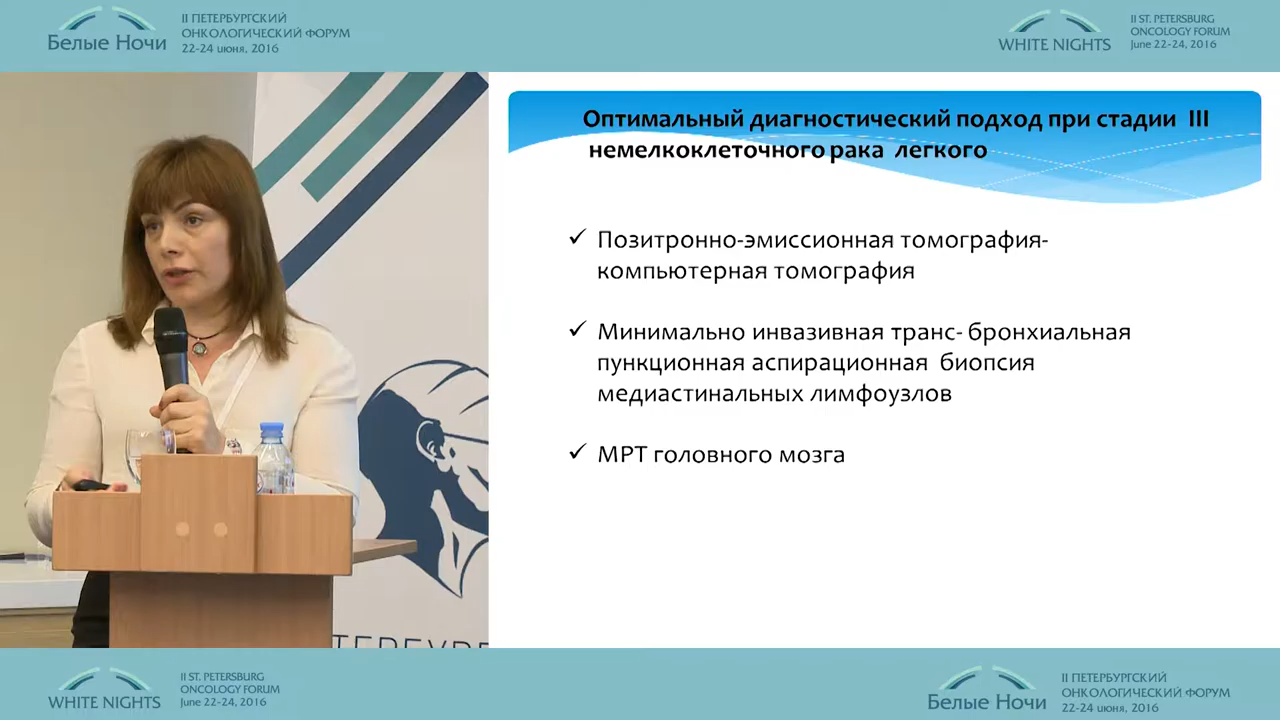 Белые Ночи
II ПЕТЕРБУРГСКИЙ
ОНКОЛОГИЧЕСКИЙ ФОРУМ
22-24 июня, 2016
WHITE NIGHTS
II ST. PETERSBURG
ONCOLOGY FORUM
June 22-24, 2016
Оптимальный диагностический подход при стадии III
немелкоклеточного рака легкого
✓ Позитронно-эмиссионная томография-
компьютерная томография
✓ Минимально инвазивная транс- бронхиальная
пункционная аспирационная биопсия
медиастинальных лимфоузлов
✓ МРТ головного мозга
WHITE NIGHTS
II ST. PETERSBURG
ONCOLOGY FORUM
June 22-24, 2016
Белые Ночи
II ПЕТЕРБУРГСКИЙ
ОНКОЛОГИЧЕСКИЙ ФОРУМ
22-24 июня, 2016